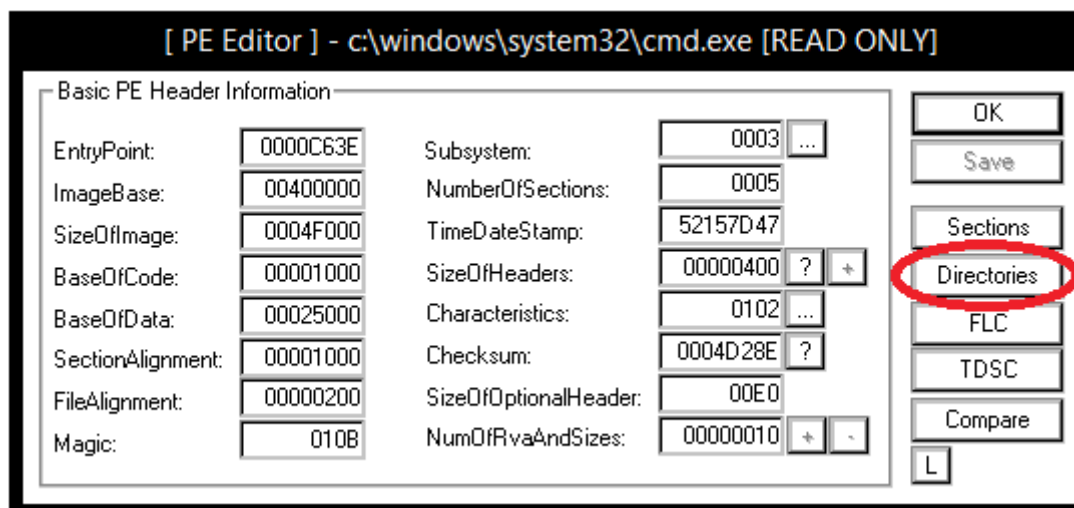 [ PE Editor ] - c:\windows\system32\cmd.exe [READ ONLY]
Basic PE Header Information
EntryPoint: 0000C63E
ImageBase: 00400000
SizeOfImage: 0004F000
BaseOfCode: 00001000
BaseOfData: 00025000
SectionAlignment: 00001000
FileAlignment: 00000200
Magic: 010B
Subsystem: 0003 ...
NumberOfSections: 0005
TimeDateStamp: 52157D47
SizeOfHeaders: 00000400 ? +
Characteristics: 0102 ...
Checksum: 0004D28E ?
SizeOfOptionalHeader: 00E0
NumOfRvaAndSizes: 00000010 + -
OK
Save
Sections
Directories
FLC
TDSC
Compare
L